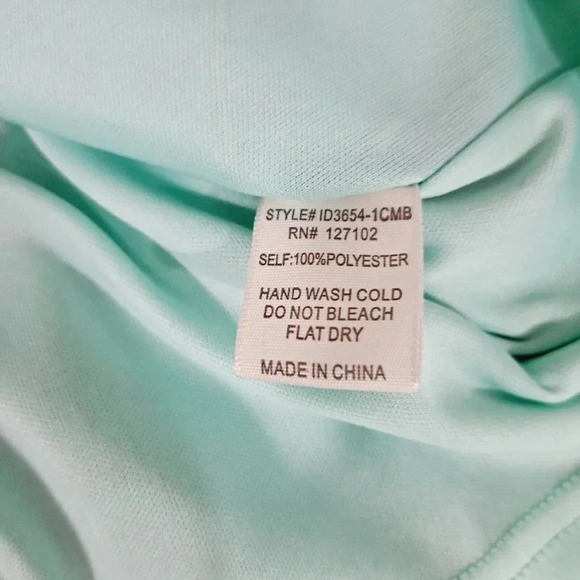 STYLE# ID3654-1CMB
RN# 127102
SELF:100%POLYESTER
HAND WASH COLD
DO NOT BLEACH
FLAT DRY
MADE IN CHINA